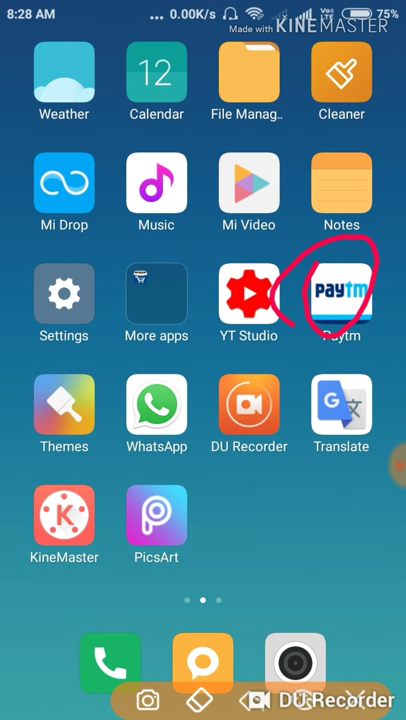 8:28 AM ... 0.00K/s VoLTE 75%
Made with KINEMASTER
12
Weather Calendar File Manag.. Cleaner
Mi Drop Music Mi Video Notes
paytm
Settings More apps YT Studio Paytm
G
Themes WhatsApp DU Recorder Translate
K
KineMaster PicsArt
DU Recorder